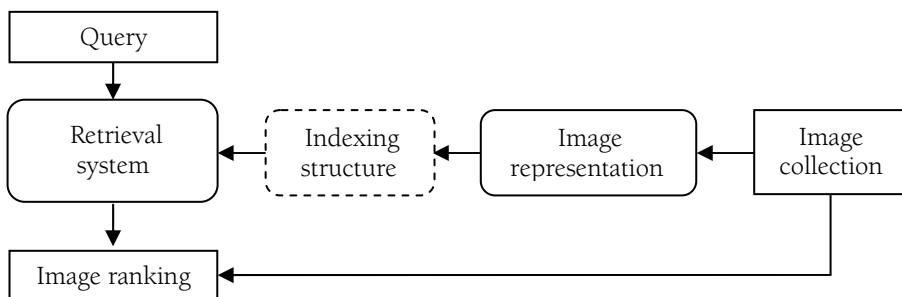 Query
Retrieval
system
Indexing
structure
Image
representation
Image
collection
Image ranking